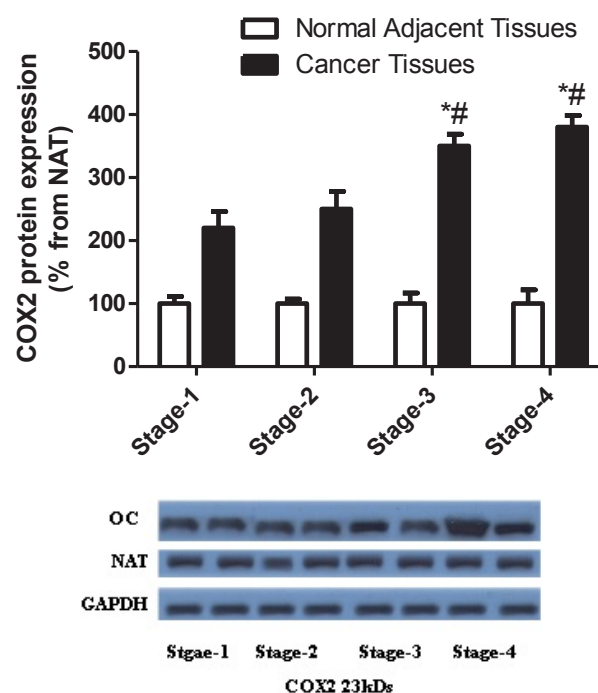 Normal Adjacent Tissues
Cancer Tissues
COX2 protein expression
(% from NAT)
500
400
300
200
100
0
*#
*#
Stage-1
Stage-2
Stage-3
Stage-4
OC
NAT
GAPDH
Stgae-1 Stage-2 Stage-3 Stage-4
COX2 23kDs